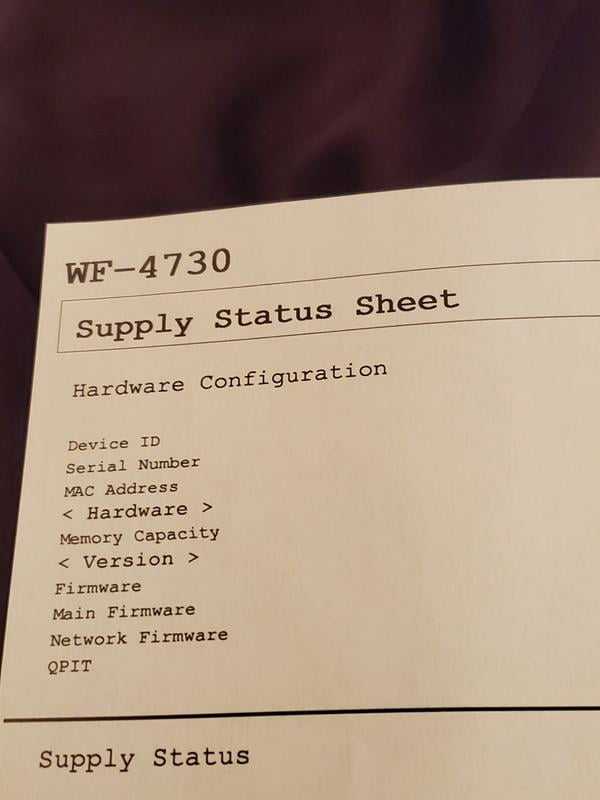 WF-4730
Supply Status Sheet
Hardware Configuration
Device ID
Serial Number
MAC Address
< Hardware >
Memory Capacity
< Version >
Firmware
Main Firmware
Network Firmware
QPIT
Supply Status